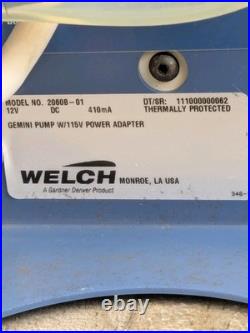 MODEL NO. 2060B-01 DT/SR: 111000000062
12V DC 410mA THERMALLY PROTECTED
GEMINI PUMP W/115V POWER ADAPTER
WELCH MONROE, LA USA
A Gardner Denver Product